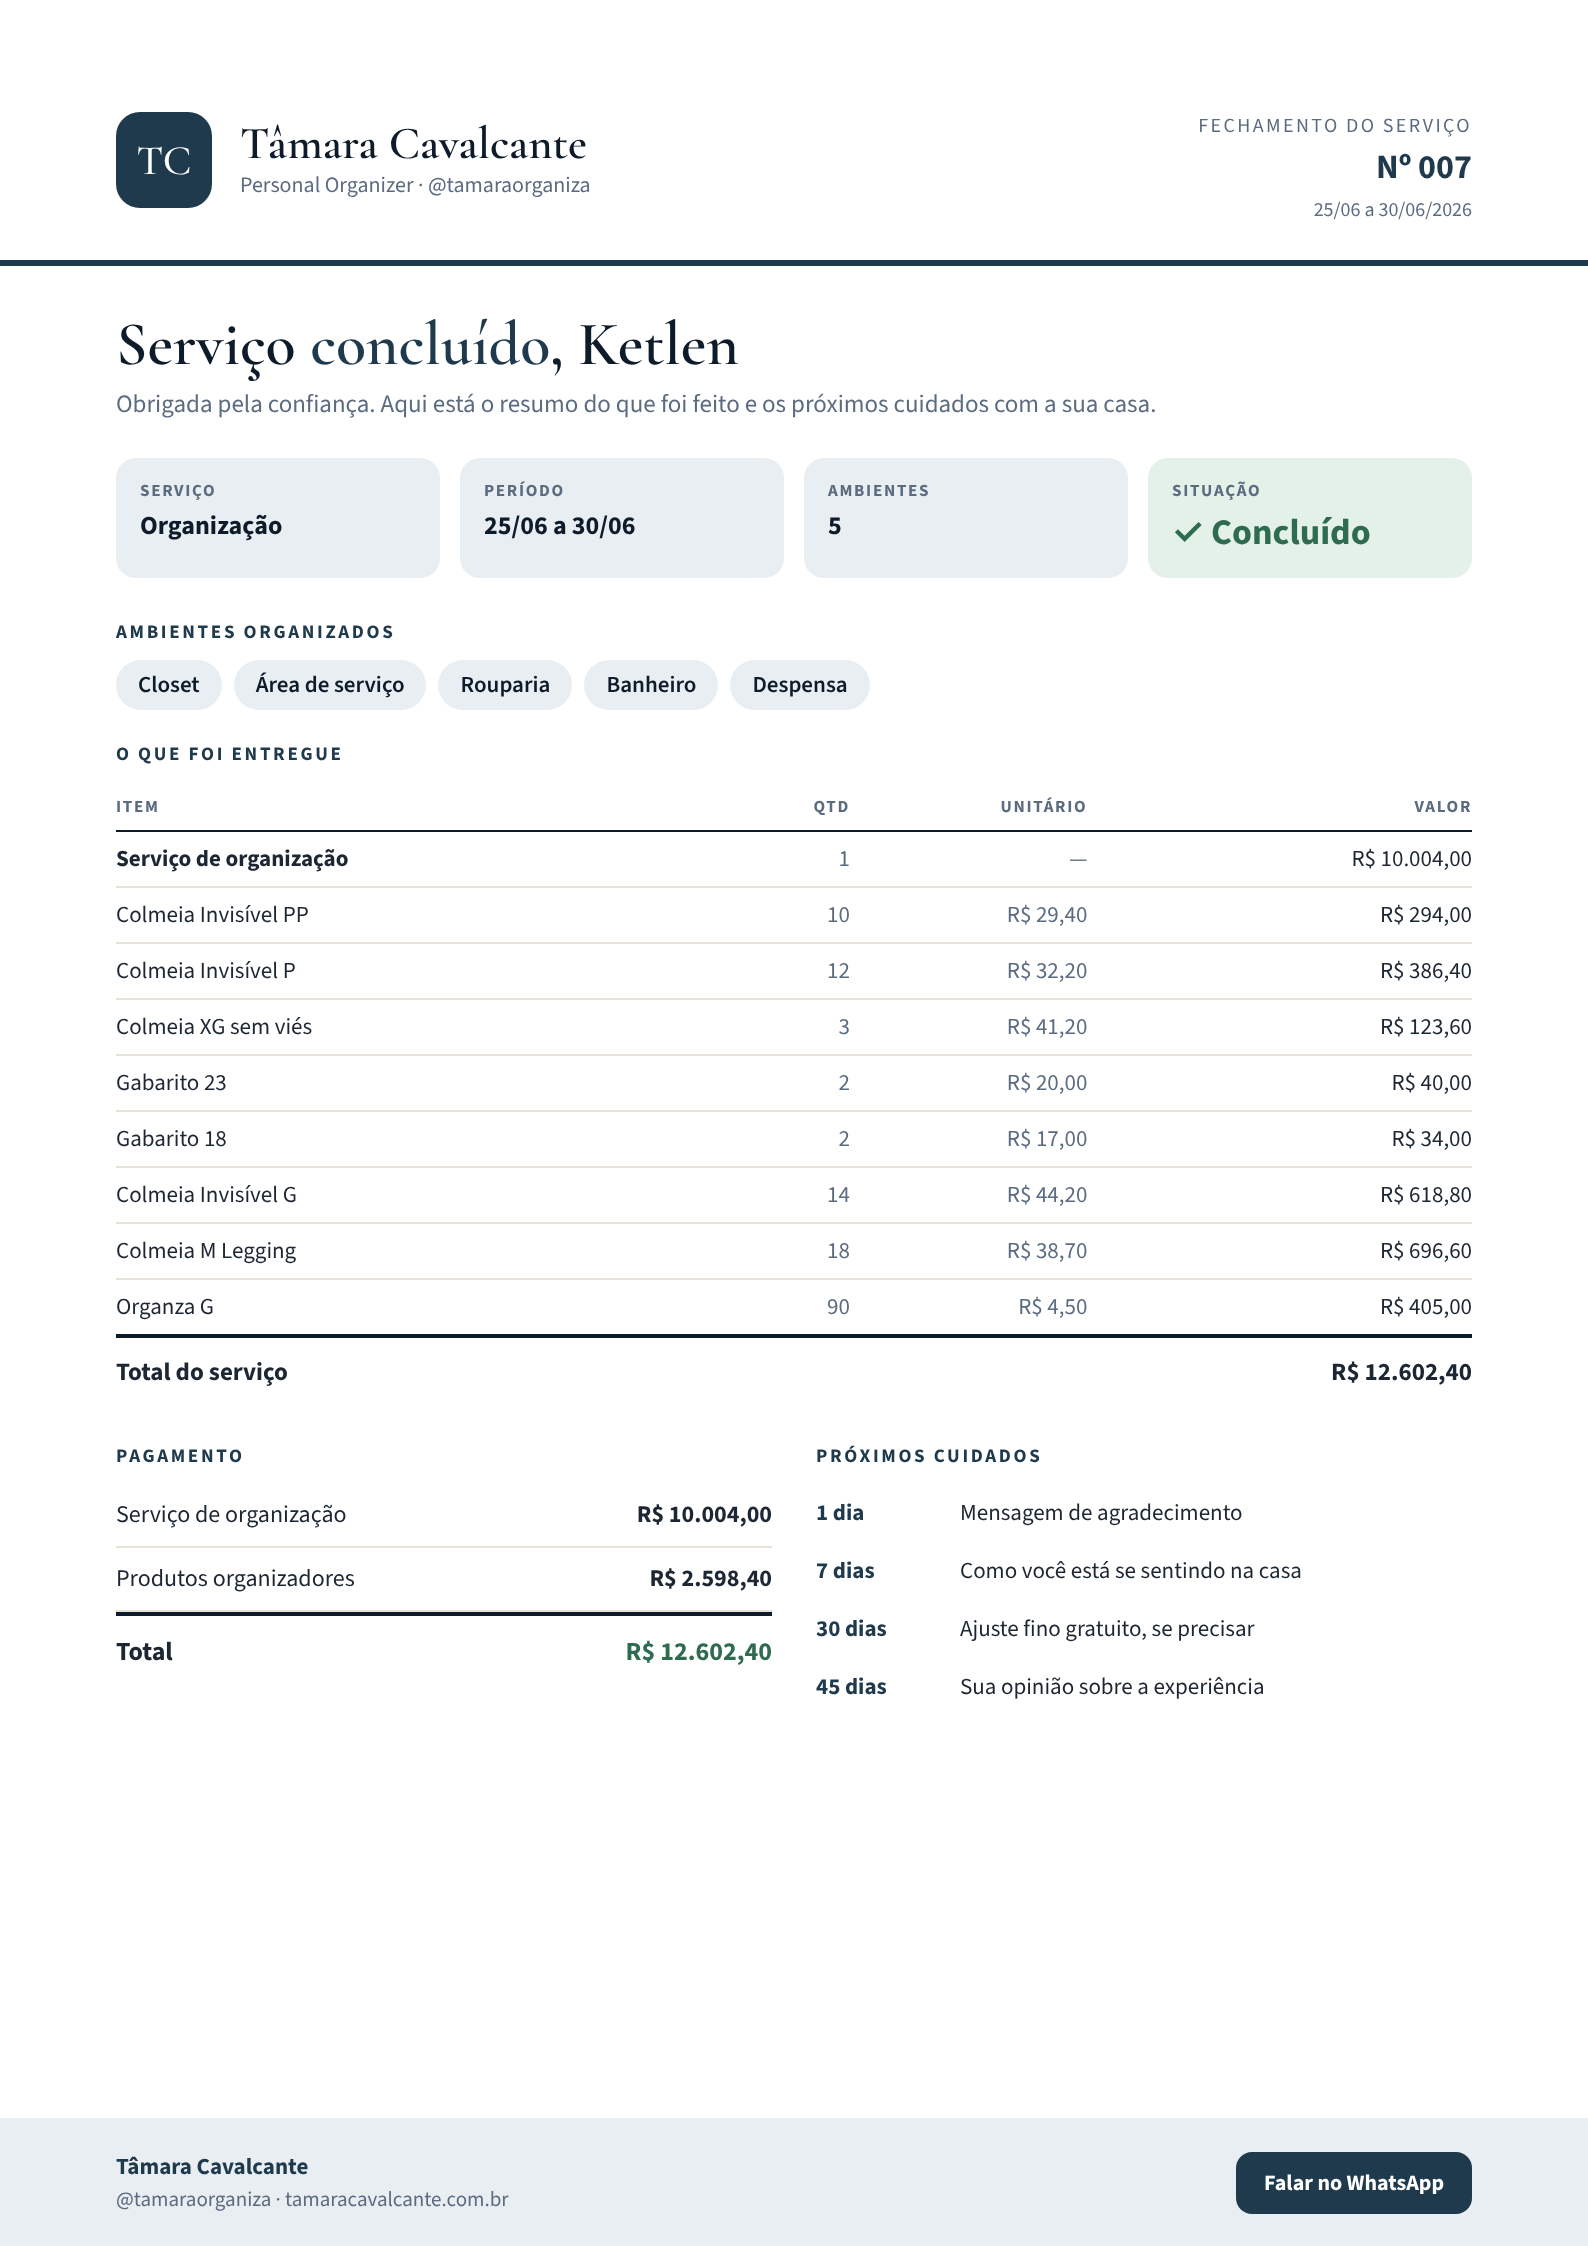 TC
Tâmara Cavalcante
Personal Organizer · @tamaraorganiza
FECHAMENTO DO SERVIÇO
Nº 007
25/06 a 30/06/2026
Serviço concluído, Ketlen
Obrigada pela confiança. Aqui está o resumo do que foi feito e os próximos cuidados com a sua casa.
SERVIÇO
Organização
PERÍODO
25/06 a 30/06
AMBIENTES
5
SITUAÇÃO
✓ Concluído
AMBIENTES ORGANIZADOS
Closet Área de serviço Rouparia Banheiro Despensa
O QUE FOI ENTREGUE
ITEM QTD UNITÁRIO VALOR
Serviço de organização 1 — R$ 10.004,00
Colmeia Invisível PP 10 R$ 29,40 R$ 294,00
Colmeia Invisível P 12 R$ 32,20 R$ 386,40
Colmeia XG sem viés 3 R$ 41,20 R$ 123,60
Gabarito 23 2 R$ 20,00 R$ 40,00
Gabarito 18 2 R$ 17,00 R$ 34,00
Colmeia Invisível G 14 R$ 44,20 R$ 618,80
Colmeia M Legging 18 R$ 38,70 R$ 696,60
Organza G 90 R$ 4,50 R$ 405,00
Total do serviço R$ 12.602,40
PAGAMENTO
Serviço de organização R$ 10.004,00
Produtos organizadores R$ 2.598,40
Total R$ 12.602,40
PRÓXIMOS CUIDADOS
1 dia Mensagem de agradecimento
7 dias Como você está se sentindo na casa
30 dias Ajuste fino gratuito, se precisar
45 dias Sua opinião sobre a experiência
Tâmara Cavalcante
@tamaraorganiza · tamaracavalcante.com.br
Falar no WhatsApp